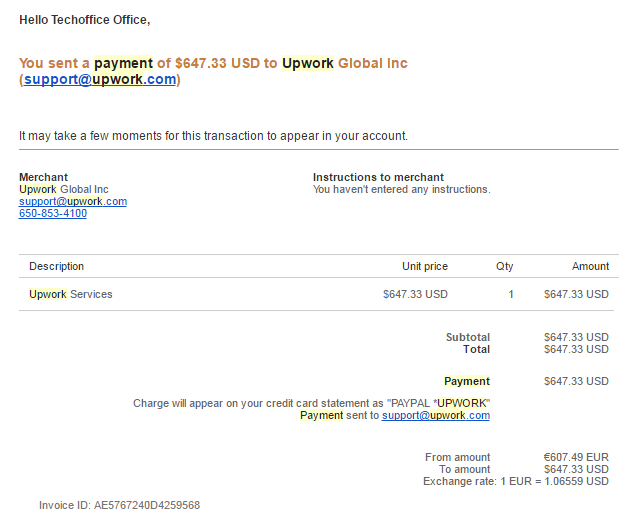 Hello Techoffice Office,
You sent a payment of $647.33 USD to Upwork Global Inc
(support@upwork.com)
It may take a few moments for this transaction to appear in your account.
Merchant
Upwork Global Inc
support@upwork.com
650-853-4100
Instructions to merchant
You haven't entered any instructions.
Description Unit price Qty Amount
Upwork Services $647.33 USD 1 $647.33 USD
Subtotal $647.33 USD
Total $647.33 USD
Payment $647.33 USD
Charge will appear on your credit card statement as "PAYPAL *UPWORK"
Payment sent to support@upwork.com
From amount €607.49 EUR
To amount $647.33 USD
Exchange rate: 1 EUR = 1.06559 USD
Invoice ID: AE5767240D4259568